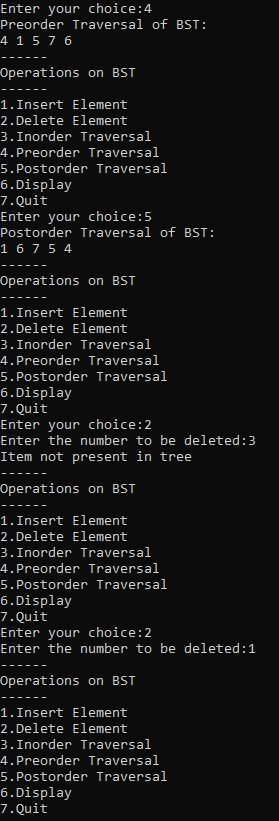 Enter your choice:4
Preorder Traversal of BST:
4 1 5 7 6
------
Operations on BST
------
1.Insert Element
2.Delete Element
3.Inorder Traversal
4.Preorder Traversal
5.Postorder Traversal
6.Display
7.Quit
Enter your choice:5
Postorder Traversal of BST:
1 6 7 5 4
------
Operations on BST
------
1.Insert Element
2.Delete Element
3.Inorder Traversal
4.Preorder Traversal
5.Postorder Traversal
6.Display
7.Quit
Enter your choice:2
Enter the number to be deleted:3
Item not present in tree
------
Operations on BST
------
1.Insert Element
2.Delete Element
3.Inorder Traversal
4.Preorder Traversal
5.Postorder Traversal
6.Display
7.Quit
Enter your choice:2
Enter the number to be deleted:1
------
Operations on BST
------
1.Insert Element
2.Delete Element
3.Inorder Traversal
4.Preorder Traversal
5.Postorder Traversal
6.Display
7.Quit